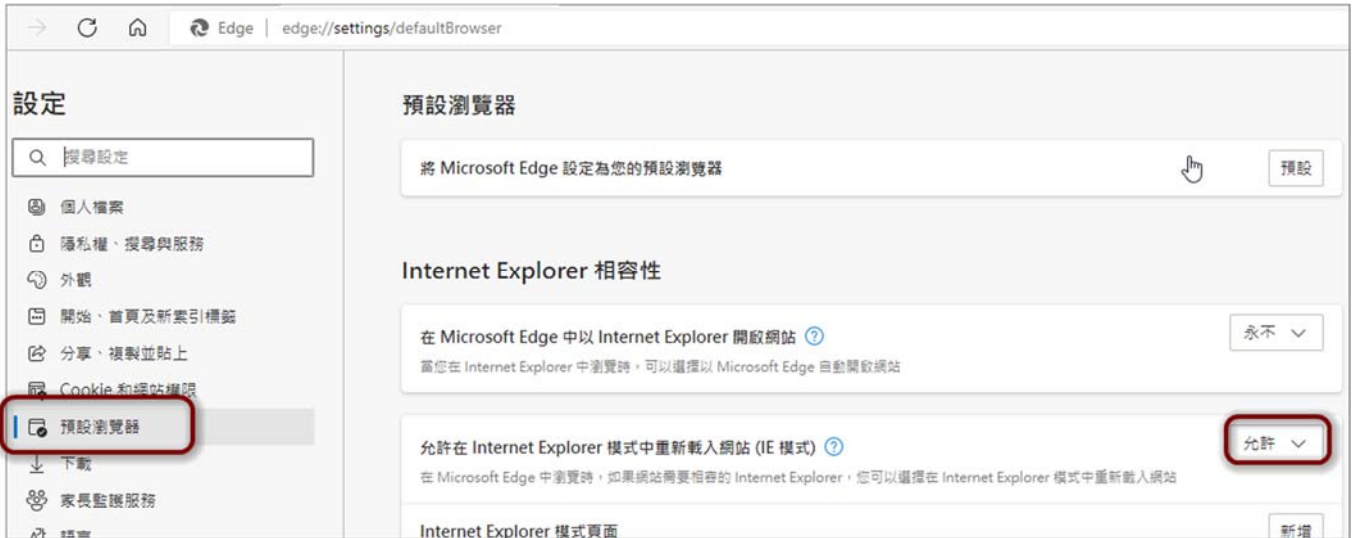 Edge | edge://settings/defaultBrowser
設定
搜尋設定
個人檔案
隱私權、搜尋與服務
外觀
開始、首頁及新索引標籤
分享、複製並貼上
Cookie 和網站權限
預設瀏覽器
下載
家長監護服務
語言
預設瀏覽器
將 Microsoft Edge 設定為您的預設瀏覽器
預設
Internet Explorer 相容性
在 Microsoft Edge 中以 Internet Explorer 開啟網站
永不
當您在 Internet Explorer 中瀏覽時，可以選擇以 Microsoft Edge 自動開啟網站
允許在 Internet Explorer 模式中重新載入網站 (IE 模式)
允許
在 Microsoft Edge 中瀏覽時，如果網站需要相容的 Internet Explorer，您可以選擇在 Internet Explorer 模式中重新載入網站
Internet Explorer 模式頁面
新增